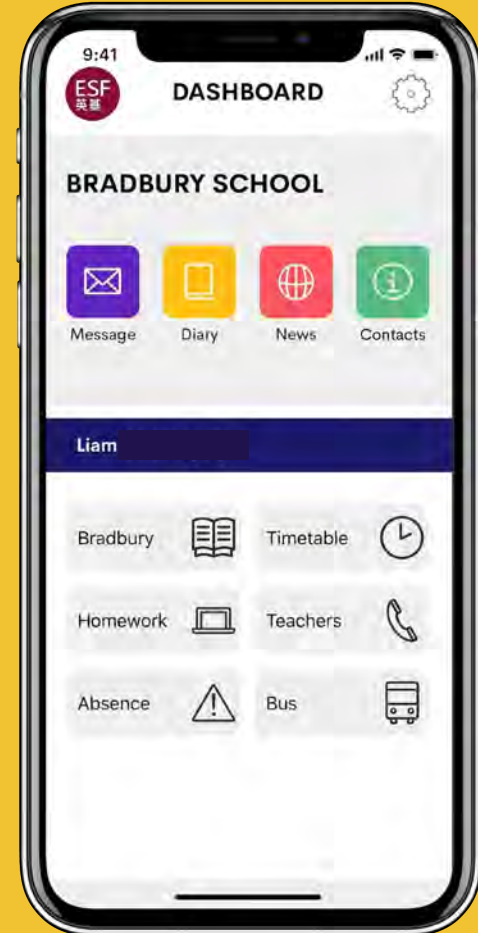 9:41
ESF
英基
DASHBOARD
BRADBURY SCHOOL
Message Diary News Contacts
Liam
Bradbury Timetable
Homework Teachers
Absence Bus